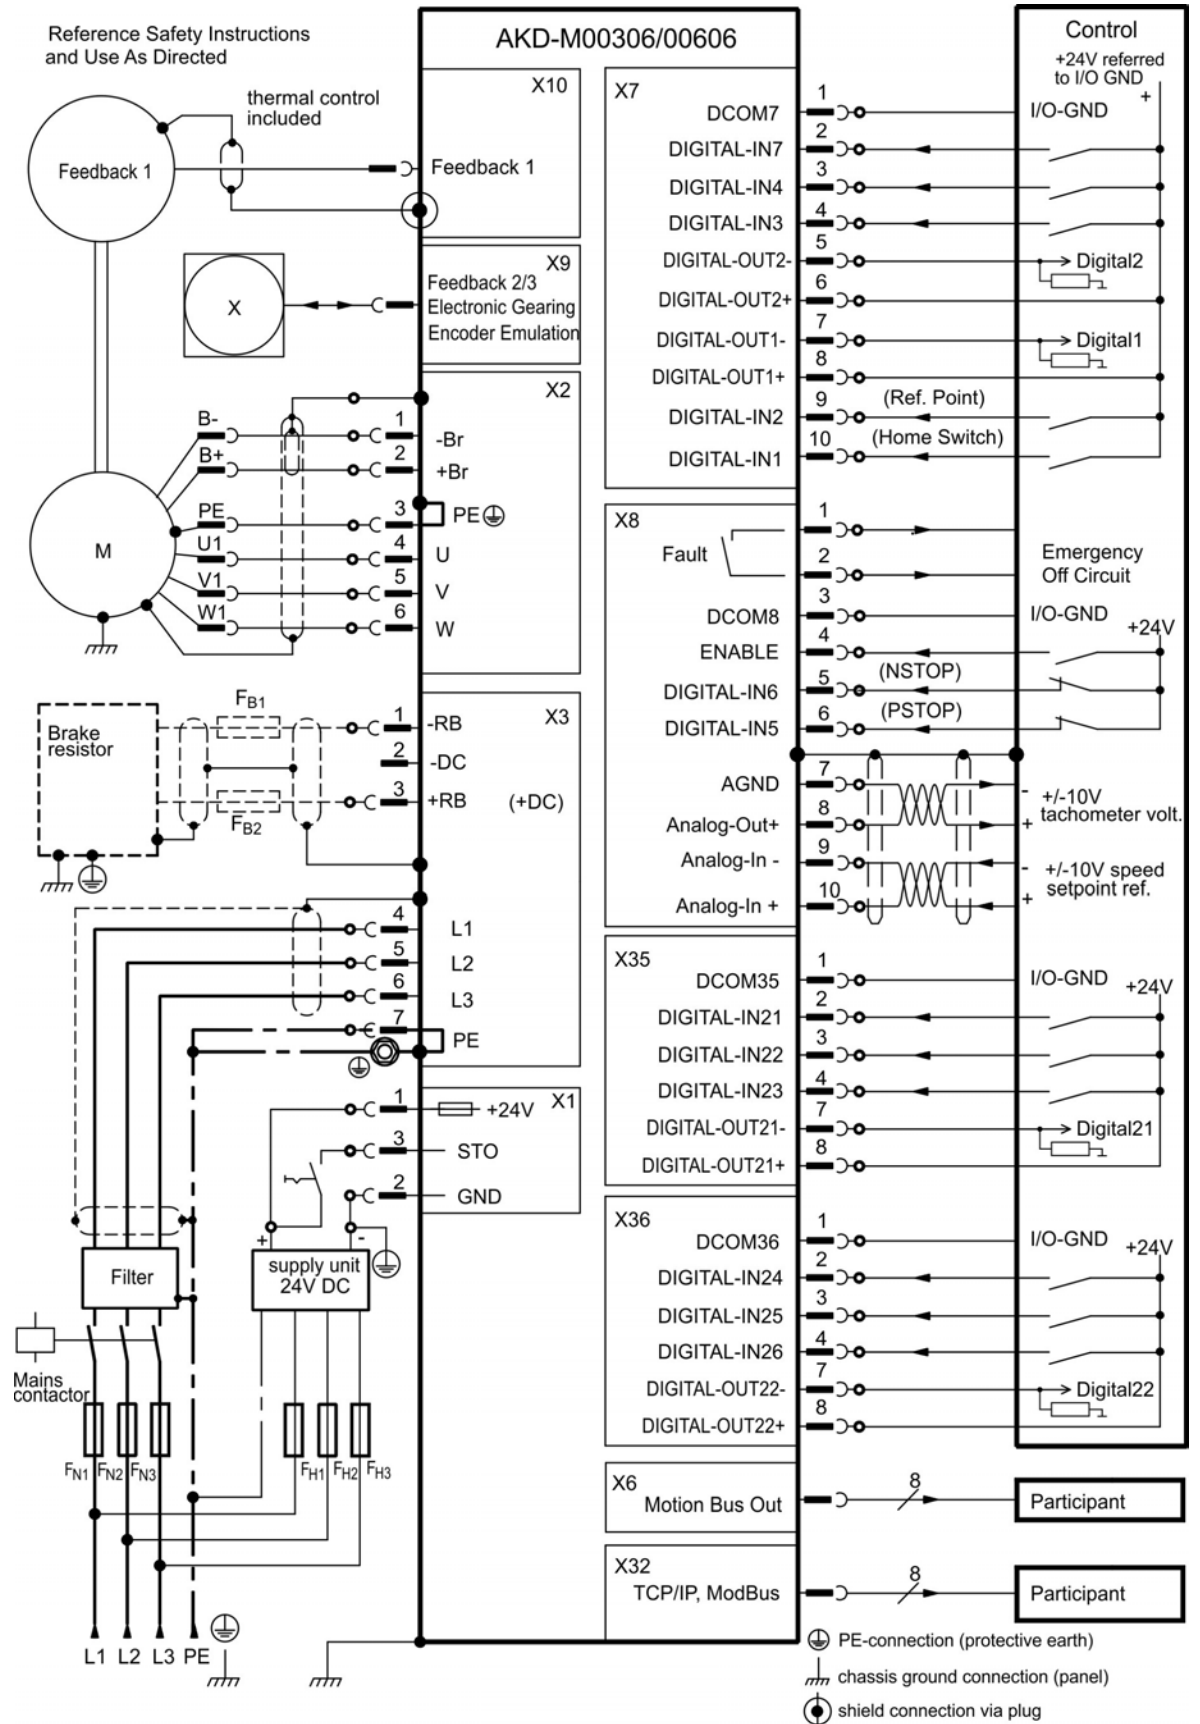 Reference Safety Instructions
and Use As Directed
AKD-M00306/00606
Control
+24V referred
to I/O GND
+
thermal control
included
Feedback 1
X10
Feedback 1
X
X9
Feedback 2/3
Electronic Gearing
Encoder Emulation
X2
B-
1
-Br
B+
2
+Br
PE
3
PE
U1
4
U
V1
5
V
W1
6
W
M
Brake
resistor
FB1
FB2
X3
1
-RB
2
-DC
3
+RB
(+DC)
4
L1
5
L2
6
L3
7
PE
X1
1
+24V
3
STO
2
GND
+
-
supply unit
24V DC
Filter
Mains
contactor
FN1
FN2
FN3
FH1
FH2
FH3
L1
L2
L3
PE
X7
DCOM7
1
I/O-GND
DIGITAL-IN7
2
DIGITAL-IN4
3
DIGITAL-IN3
4
DIGITAL-OUT2-
5
Digital2
DIGITAL-OUT2+
6
DIGITAL-OUT1-
7
Digital1
DIGITAL-OUT1+
8
DIGITAL-IN2
9
(Ref. Point)
DIGITAL-IN1
10
(Home Switch)
X8
Fault
1
2
Emergency
Off Circuit
DCOM8
3
I/O-GND
+24V
ENABLE
4
DIGITAL-IN6
5
(NSTOP)
DIGITAL-IN5
6
(PSTOP)
AGND
7
-
Analog-Out+
8
+
+/-10V
tachometer volt.
Analog-In -
9
-
Analog-In +
10
+
+/-10V speed
setpoint ref.
X35
DCOM35
1
I/O-GND
+24V
DIGITAL-IN21
2
DIGITAL-IN22
3
DIGITAL-IN23
4
DIGITAL-OUT21-
7
Digital21
DIGITAL-OUT21+
8
X36
DCOM36
1
I/O-GND
+24V
DIGITAL-IN24
2
DIGITAL-IN25
3
DIGITAL-IN26
4
DIGITAL-OUT22-
7
Digital22
DIGITAL-OUT22+
8
X6
Motion Bus Out
8
Participant
X32
TCP/IP, ModBus
8
Participant
PE-connection (protective earth)
chassis ground connection (panel)
shield connection via plug